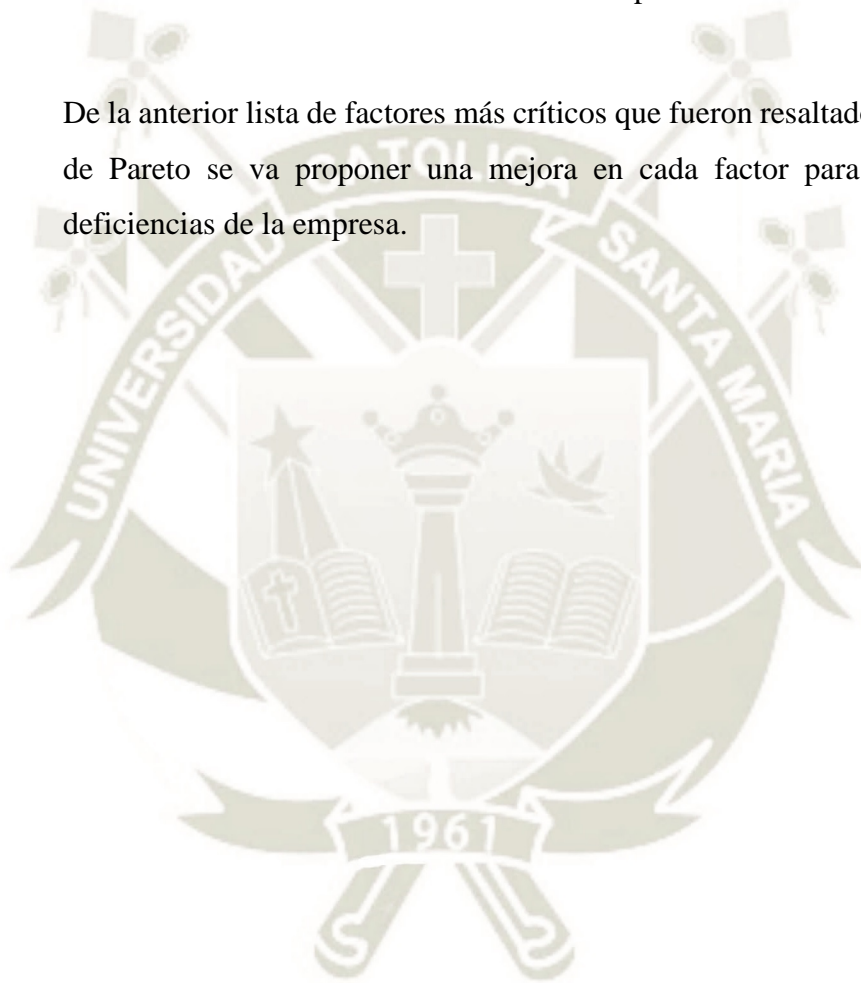 De la anterior lista de factores más críticos que fueron resaltado
de Pareto se va proponer una mejora en cada factor para
deficiencias de la empresa.
UNIVERSIDAD CATOLICA SANTA MARIA
1961